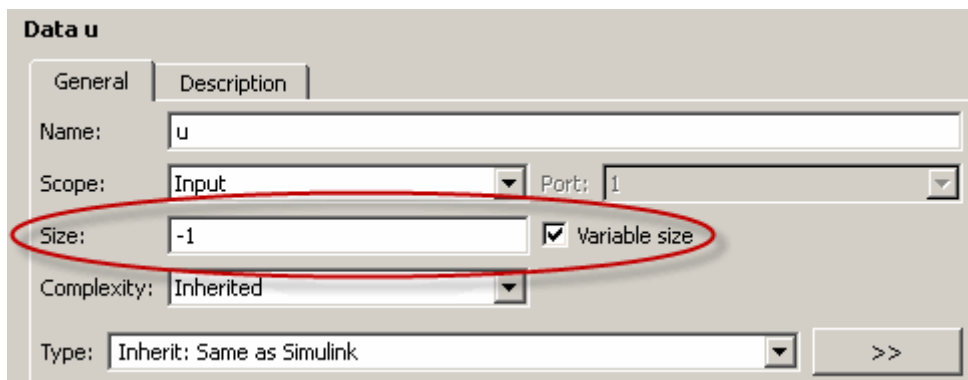 Data u
General Description
Name: u
Scope: Input Port: 1
Size: -1 Variable size
Complexity: Inherited
Type: Inherit: Same as Simulink >>